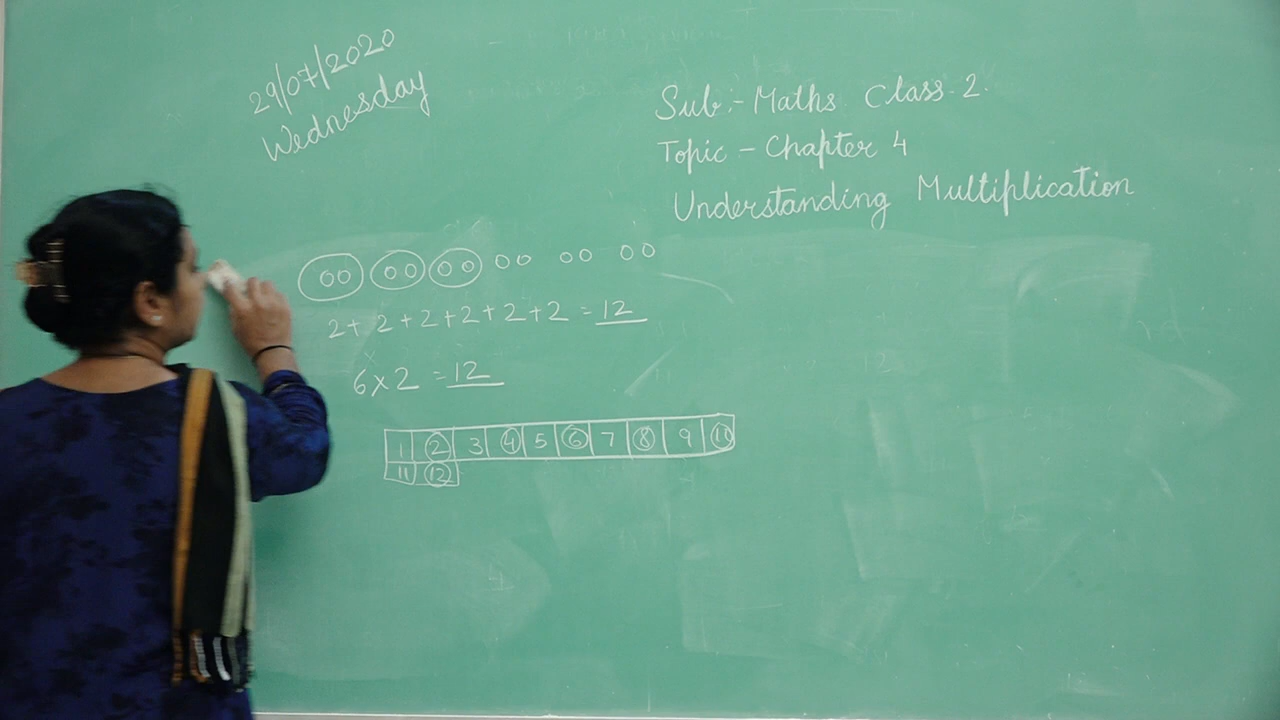 29/07/2020
Wednesday
Sub:- Maths Class-2.
Topic - Chapter 4
Understanding Multiplication
2+2+2+2+2+2=12
6x2=12
1 2 3 4 5 6 7 8 9 10
11 12